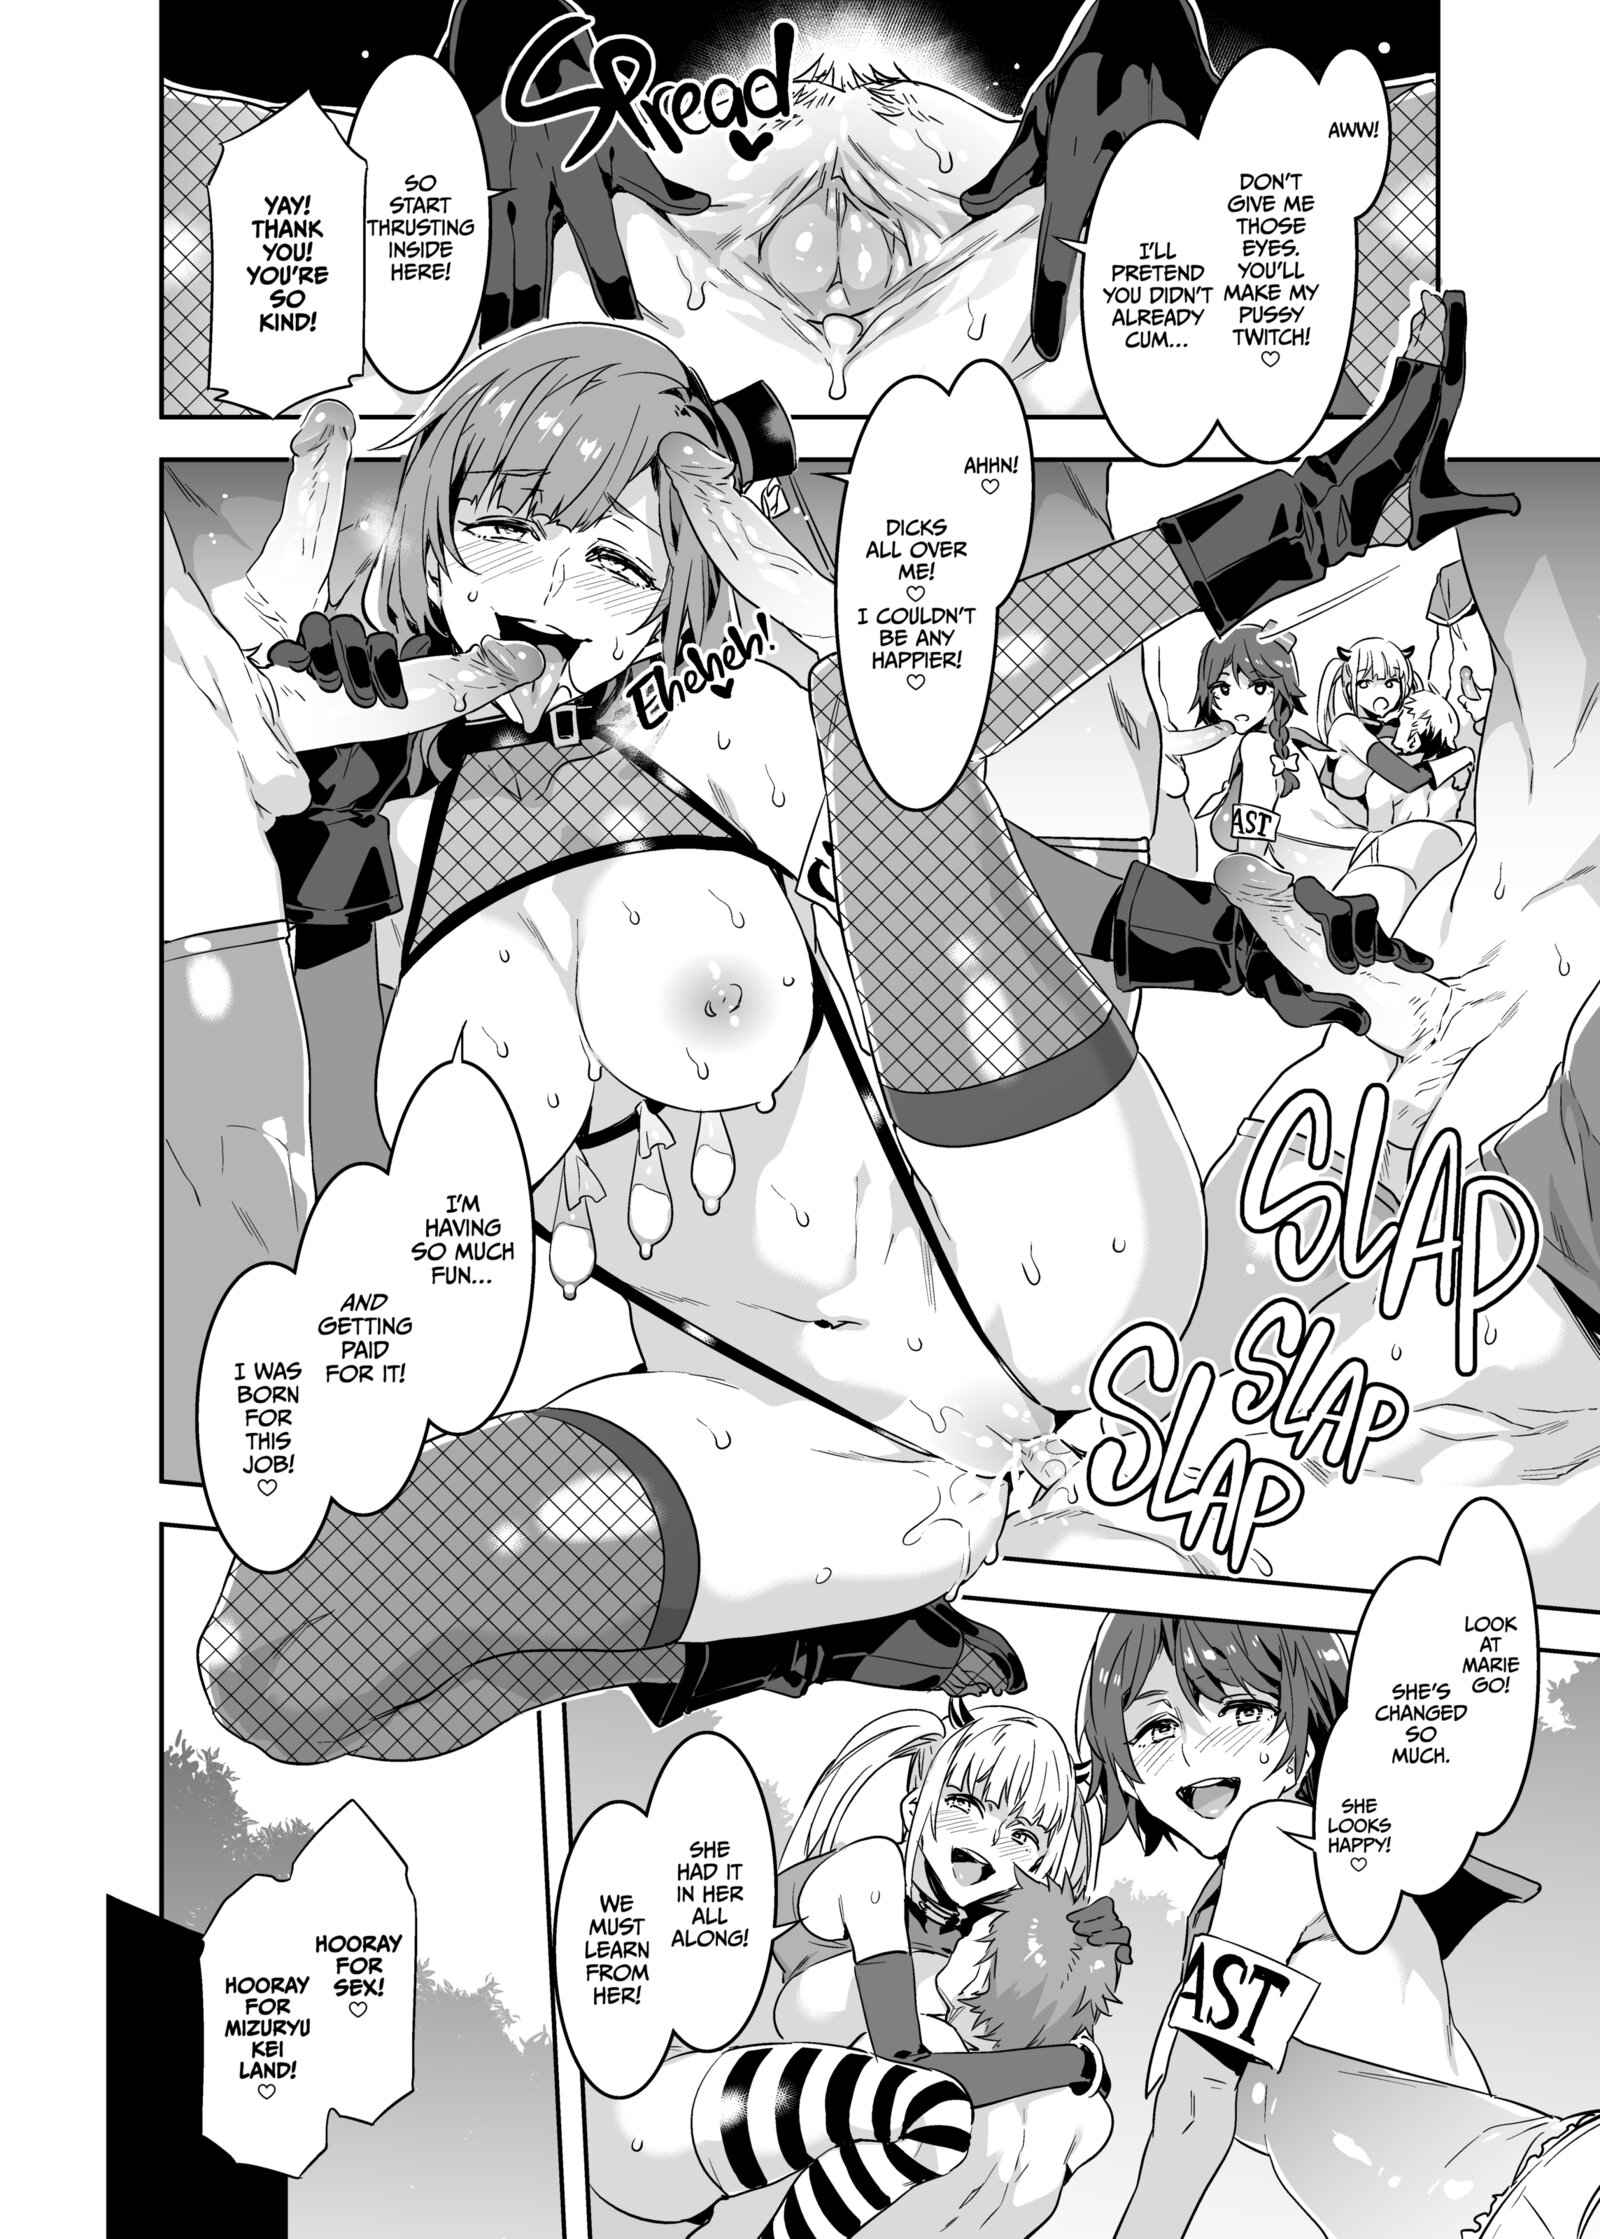 SPread
AWW!
DON'T
GIVE ME
THOSE
EYES.
YOU'LL
MAKE MY
PUSSY
TWITCH!
♡
I'LL
PRETEND
YOU DIDN'T
ALREADY
CUM...
SO
START
THRUSTING
INSIDE
HERE!
YAY!
THANK
YOU!
YOU'RE
SO
KIND!
AHHN!
♡
DICKS
ALL OVER
ME!
♡
I COULDN'T
BE ANY
HAPPIER!
♡
Eheheh!
AST
I'M
HAVING
SO MUCH
FUN...
AND
GETTING
PAID
FOR IT!
I WAS
BORN
FOR
THIS
JOB!
♡
SLAP
SLAP
SLAP
LOOK
AT
MARIE
GO!
SHE'S
CHANGED
SO
MUCH.
SHE
LOOKS
HAPPY!
♡
AST
SHE
HAD IT
IN HER
ALL
ALONG!
WE
MUST
LEARN
FROM
HER!
HOORAY
FOR
SEX!
♡
HOORAY
FOR
MIZURYU
KEI
LAND!
♡